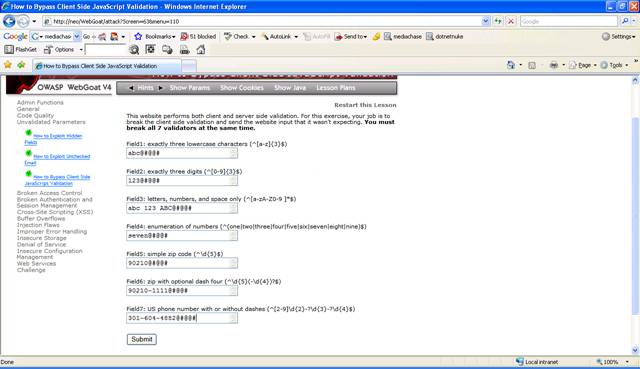 How to Bypass Client Side JavaScript Validation - Windows Internet Explorer
http://neo/WebGoat/attack?Screen=63&menu=110
Google
Google
mediachase
Bookmarks
51 blocked
Check
AutoLink
AutoFill
Send to
mediachase
dotnetnuke
Settings
FlashGet
Options
Target:
How to Bypass Client Side JavaScript Validation
Page
Tools
OWASP WebGoat V4
Hints
Show Params
Show Cookies
Show Java
Lesson Plans
Restart this Lesson
Admin Functions
General
Code Quality
Unvalidated Parameters
How to Exploit Hidden
Fields
How to Exploit Unchecked
Email
How to Bypass Client Side
JavaScript Validation
Broken Access Control
Broken Authentication and
Session Management
Cross-Site Scripting (XSS)
Buffer Overflows
Injection Flaws
Improper Error Handling
Insecure Storage
Denial of Service
Insecure Configuration
Management
Web Services
Challenge
This website performs both client and server side validation. For this exercise, your job is to
break the client side validation and send the website input that it wasn't expecting. You must
break all 7 validators at the same time.
Field1: exactly three lowercase characters (^[a-z]{3}$)
abc@#@#
Field2: exactly three digits (^[0-9]{3}$)
123@#@#
Field3: letters, numbers, and space only (^[a-zA-Z0-9 ]*$)
abc 123 ABC@#@#
Field4: enumeration of numbers (^(one|two|three|four|five|six|seven|eight|nine)$)
seven@#@#
Field5: simple zip code (^\d{5}$)
90210@#@#
Field6: zip with optional dash four (^\d{5}(-\d{4})?$)
90210-1111@#@#
Field7: US phone number with or without dashes (^[2-9]\d{2}-?\d{3}-?\d{4}$)
301-604-4882@#@#
Submit
Done
Local intranet
100%